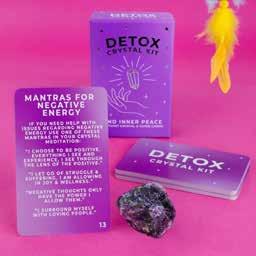 DETOX
CRYSTAL KIT
FIND INNER PEACE
MANTRAS FOR
NEGATIVE
ENERGY
IF YOU NEED HELP WITH
ISSUES REGARDING NEGATIVE
ENERGY USE ONE OF THESE
MANTRAS IN YOUR CRYSTAL
MEDITATION:
"I CHOOSE TO BE POSITIVE.
EVERYTHING I SEE AND
EXPERIENCE, I SEE THROUGH
THE LENS OF THE POSITIVE."
"I LET GO OF STRUGGLE &
SUFFERING, I AM ALLOWING
IN JOY & WELLNESS."
"NEGATIVE THOUGHTS ONLY
HAVE THE POWER I
ALLOW THEM."
"I SURROUND MYSELF
WITH LOVING PEOPLE."
13
DETOX
CRYSTAL KIT